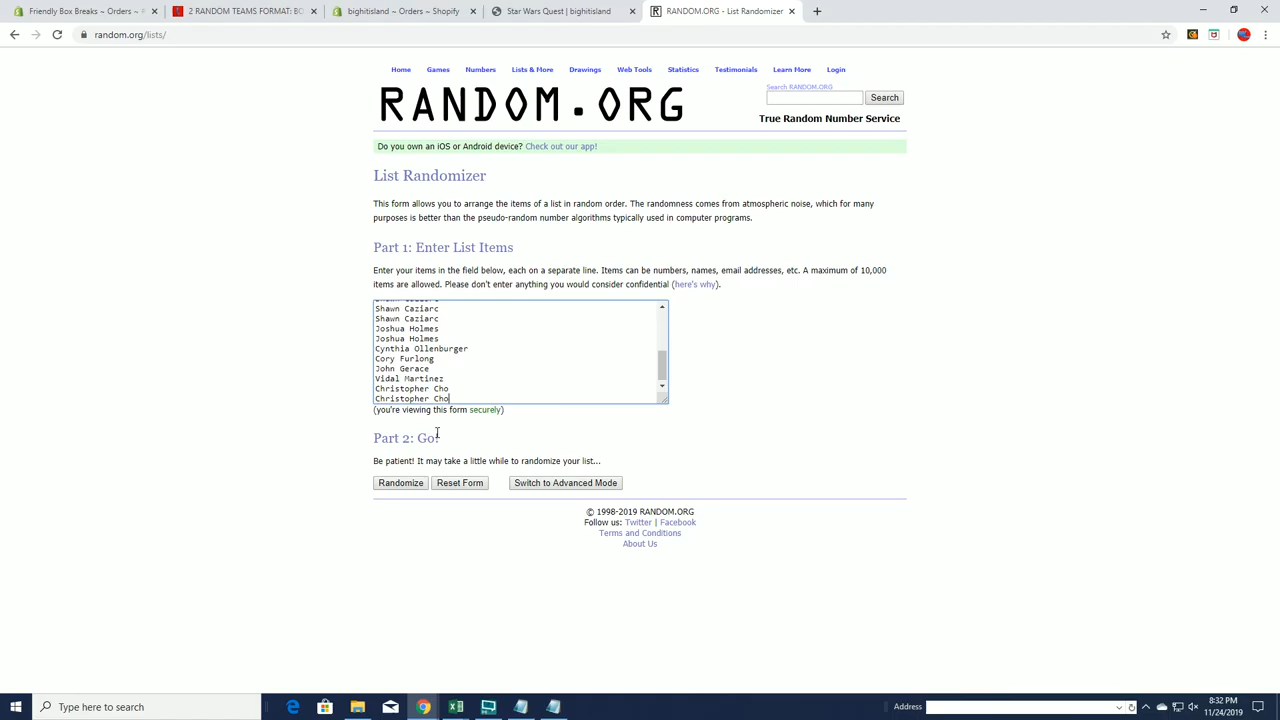 Friendly Box Breaks ~ Orders ~
2 RANDOM TEAMS FORMAT: BO
bighitisland ~ Orders ~ Shopify
Star Wars Quest | bighitisland
RANDOM.ORG - List Randomizer
random.org/lists/
Home Games Numbers Lists & More Drawings Web Tools Statistics Testimonials Learn More Login
RANDOM.ORG
Search RANDOM.ORG
Search
True Random Number Service
Do you own an iOS or Android device? Check out our app!
List Randomizer
This form allows you to arrange the items of a list in random order. The randomness comes from atmospheric noise, which for many
purposes is better than the pseudo-random number algorithms typically used in computer programs.
Part 1: Enter List Items
Enter your items in the field below, each on a separate line. Items can be numbers, names, email addresses, etc. A maximum of 10,000
items are allowed. Please don't enter anything you would consider confidential (here's why).
Shawn Caziarc
Shawn Caziarc
Joshua Holmes
Joshua Holmes
Cynthia Ollenburger
Cory Furlong
John Gerace
Vidal Martinez
Christopher Cho
Christopher Cho
(you're viewing this form securely)
Part 2: Go!
Be patient! It may take a little while to randomize your list...
Randomize Reset Form Switch to Advanced Mode
© 1998-2019 RANDOM.ORG
Follow us: Twitter | Facebook
Terms and Conditions
About Us
Type here to search
Address
8:32 PM
11/24/2019